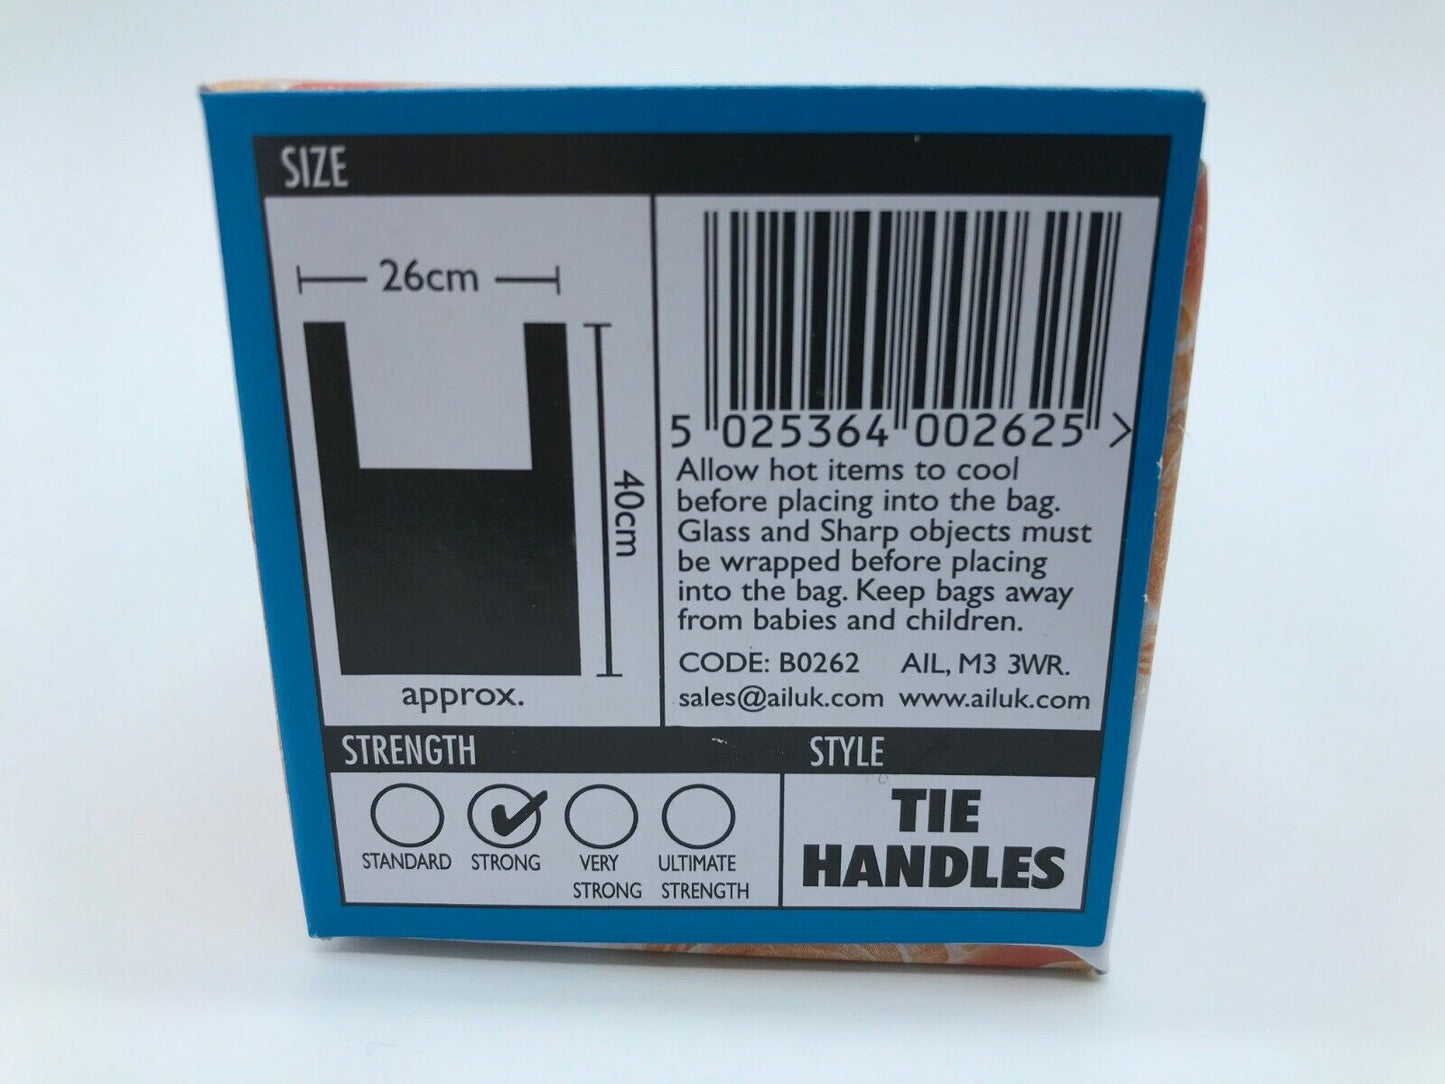 SIZE
26cm
40cm
approx.
5 025364 002625 >
Allow hot items to cool
before placing into the bag.
Glass and Sharp objects must
be wrapped before placing
into the bag. Keep bags away
from babies and children.
CODE: B0262 AIL, M3 3WR.
sales@ailuk.com www.ailuk.com
STRENGTH
STANDARD
STRONG
VERY
STRONG
ULTIMATE
STRENGTH
STYLE
TIE
HANDLES